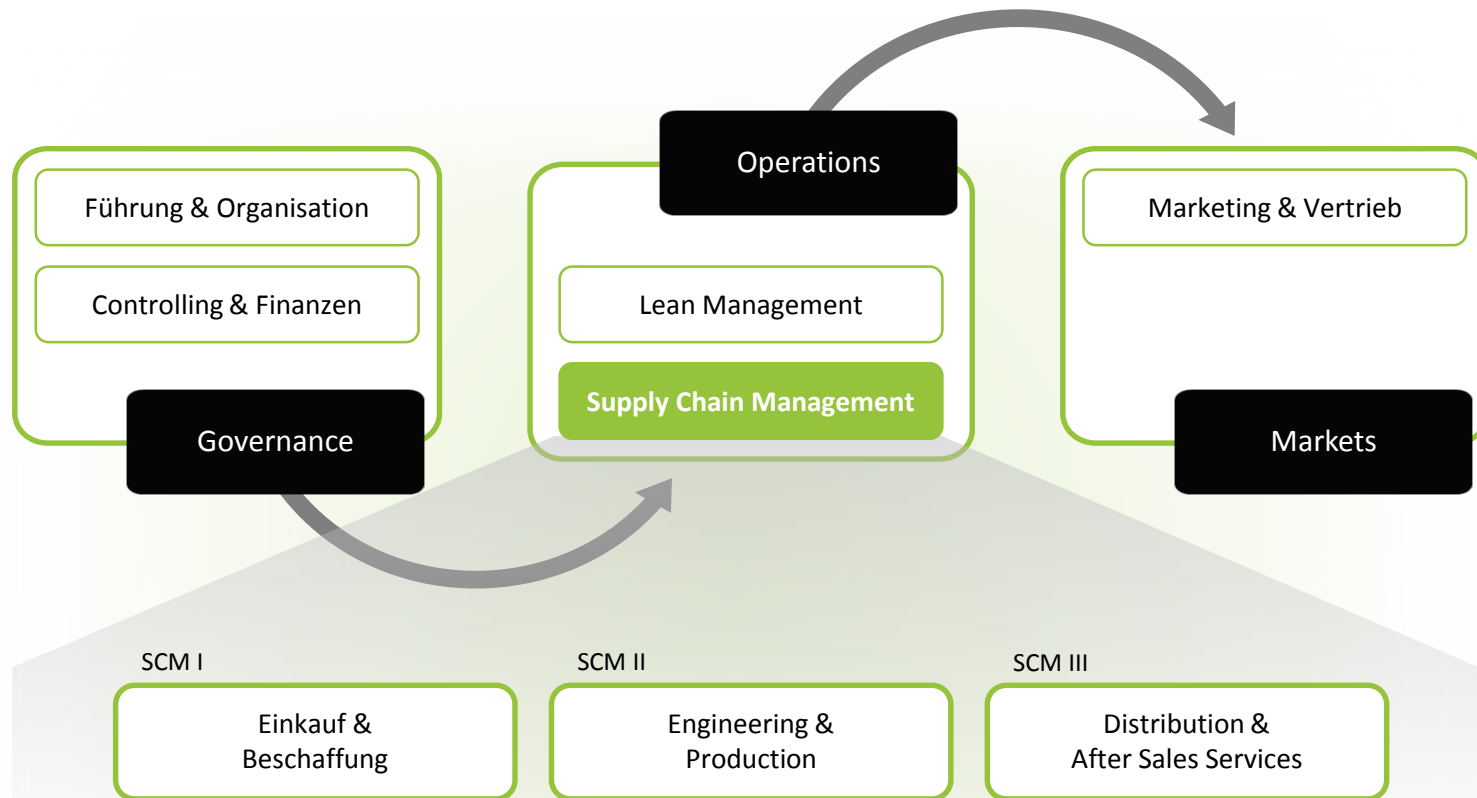 Führung & Organisation
Controlling & Finanzen
Governance
Operations
Lean Management
Supply Chain Management
Marketing & Vertrieb
Markets
SCM I
Einkauf &
Beschaffung
SCM II
Engineering &
Production
SCM III
Distribution &
After Sales Services